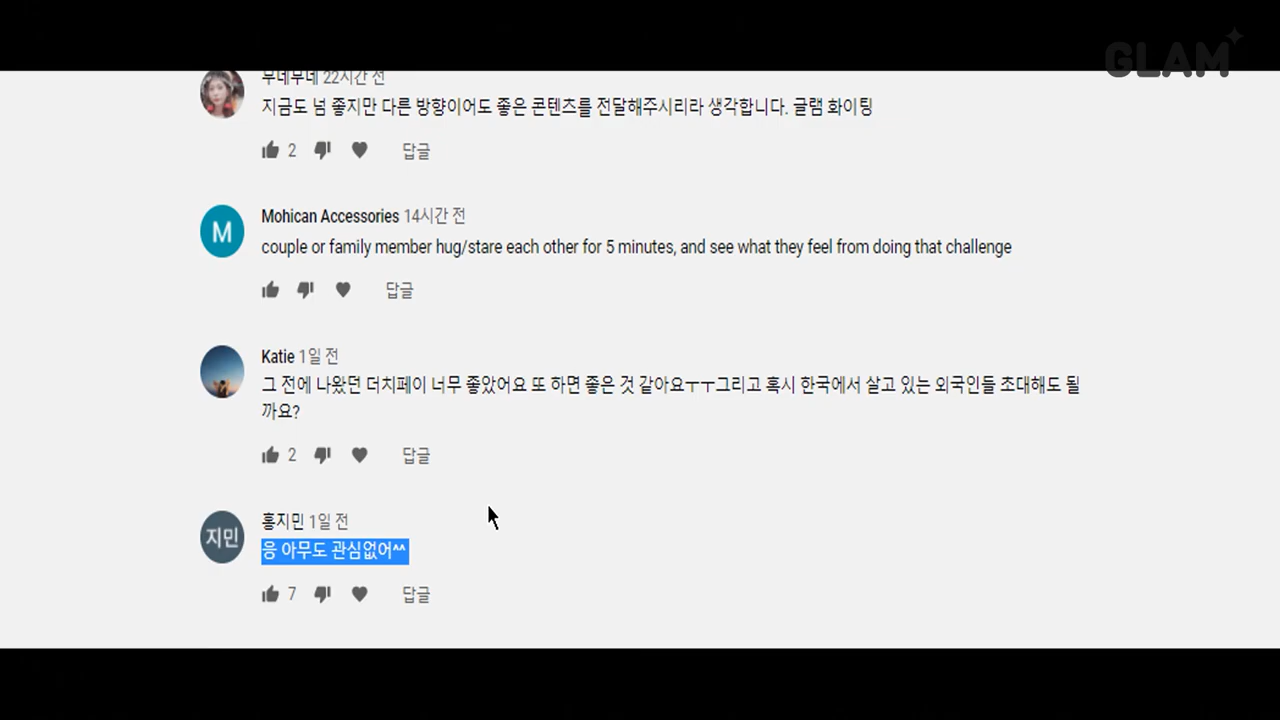 GLAM
무네무네 22시간 전
지금도 넘 좋지만 다른 방향이어도 좋은 콘텐츠를 전달해주시리라 생각합니다. 글램 화이팅
2 답글
M
Mohican Accessories 14시간 전
couple or family member hug/stare each other for 5 minutes, and see what they feel from doing that challenge
답글
Katie 1일 전
그 전에 나왔던 더치페이 너무 좋았어요 또 하면 좋은 것 같아요ㅜㅜ그리고 혹시 한국에서 살고 있는 외국인들 초대해도 될
까요?
2 답글
지민
홍지민 1일 전
응 아무도 관심없어^^
7 답글